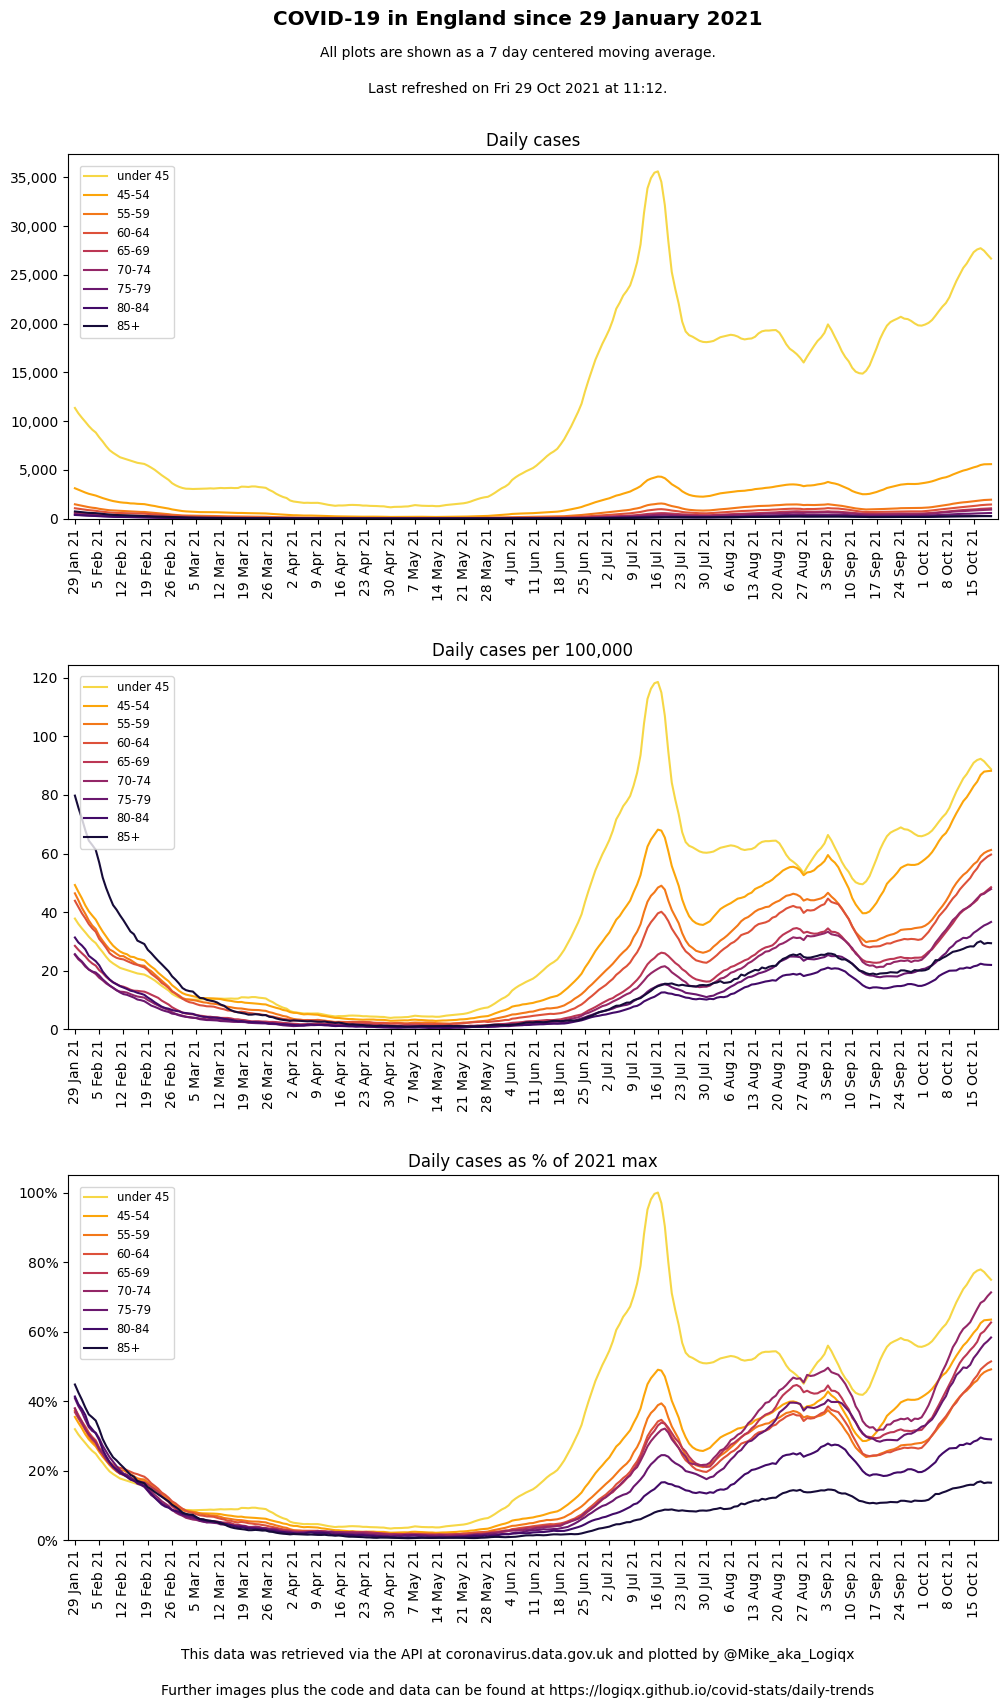 COVID-19 in England since 29 January 2021
All plots are shown as a 7 day centered moving average.
Last refreshed on Fri 29 Oct 2021 at 11:12.
Daily cases
35,000
30,000
25,000
20,000
15,000
10,000
5,000
0
under 45
45-54
55-59
60-64
65-69
70-74
75-79
80-84
85+
29 Jan 21
5 Feb 21
12 Feb 21
19 Feb 21
26 Feb 21
5 Mar 21
12 Mar 21
19 Mar 21
26 Mar 21
2 Apr 21
9 Apr 21
16 Apr 21
23 Apr 21
30 Apr 21
7 May 21
14 May 21
21 May 21
28 May 21
4 Jun 21
11 Jun 21
18 Jun 21
25 Jun 21
2 Jul 21
9 Jul 21
16 Jul 21
23 Jul 21
30 Jul 21
6 Aug 21
13 Aug 21
20 Aug 21
27 Aug 21
3 Sep 21
10 Sep 21
17 Sep 21
24 Sep 21
1 Oct 21
8 Oct 21
15 Oct 21
Daily cases per 100,000
120
100
80
60
40
20
0
under 45
45-54
55-59
60-64
65-69
70-74
75-79
80-84
85+
29 Jan 21
5 Feb 21
12 Feb 21
19 Feb 21
26 Feb 21
5 Mar 21
12 Mar 21
19 Mar 21
26 Mar 21
2 Apr 21
9 Apr 21
16 Apr 21
23 Apr 21
30 Apr 21
7 May 21
14 May 21
21 May 21
28 May 21
4 Jun 21
11 Jun 21
18 Jun 21
25 Jun 21
2 Jul 21
9 Jul 21
16 Jul 21
23 Jul 21
30 Jul 21
6 Aug 21
13 Aug 21
20 Aug 21
27 Aug 21
3 Sep 21
10 Sep 21
17 Sep 21
24 Sep 21
1 Oct 21
8 Oct 21
15 Oct 21
Daily cases as % of 2021 max
100%
80%
60%
40%
20%
0%
under 45
45-54
55-59
60-64
65-69
70-74
75-79
80-84
85+
29 Jan 21
5 Feb 21
12 Feb 21
19 Feb 21
26 Feb 21
5 Mar 21
12 Mar 21
19 Mar 21
26 Mar 21
2 Apr 21
9 Apr 21
16 Apr 21
23 Apr 21
30 Apr 21
7 May 21
14 May 21
21 May 21
28 May 21
4 Jun 21
11 Jun 21
18 Jun 21
25 Jun 21
2 Jul 21
9 Jul 21
16 Jul 21
23 Jul 21
30 Jul 21
6 Aug 21
13 Aug 21
20 Aug 21
27 Aug 21
3 Sep 21
10 Sep 21
17 Sep 21
24 Sep 21
1 Oct 21
8 Oct 21
15 Oct 21
This data was retrieved via the API at coronavirus.data.gov.uk and plotted by @Mike_aka_Logiqx
Further images plus the code and data can be found at https://logiqx.github.io/covid-stats/daily-trends